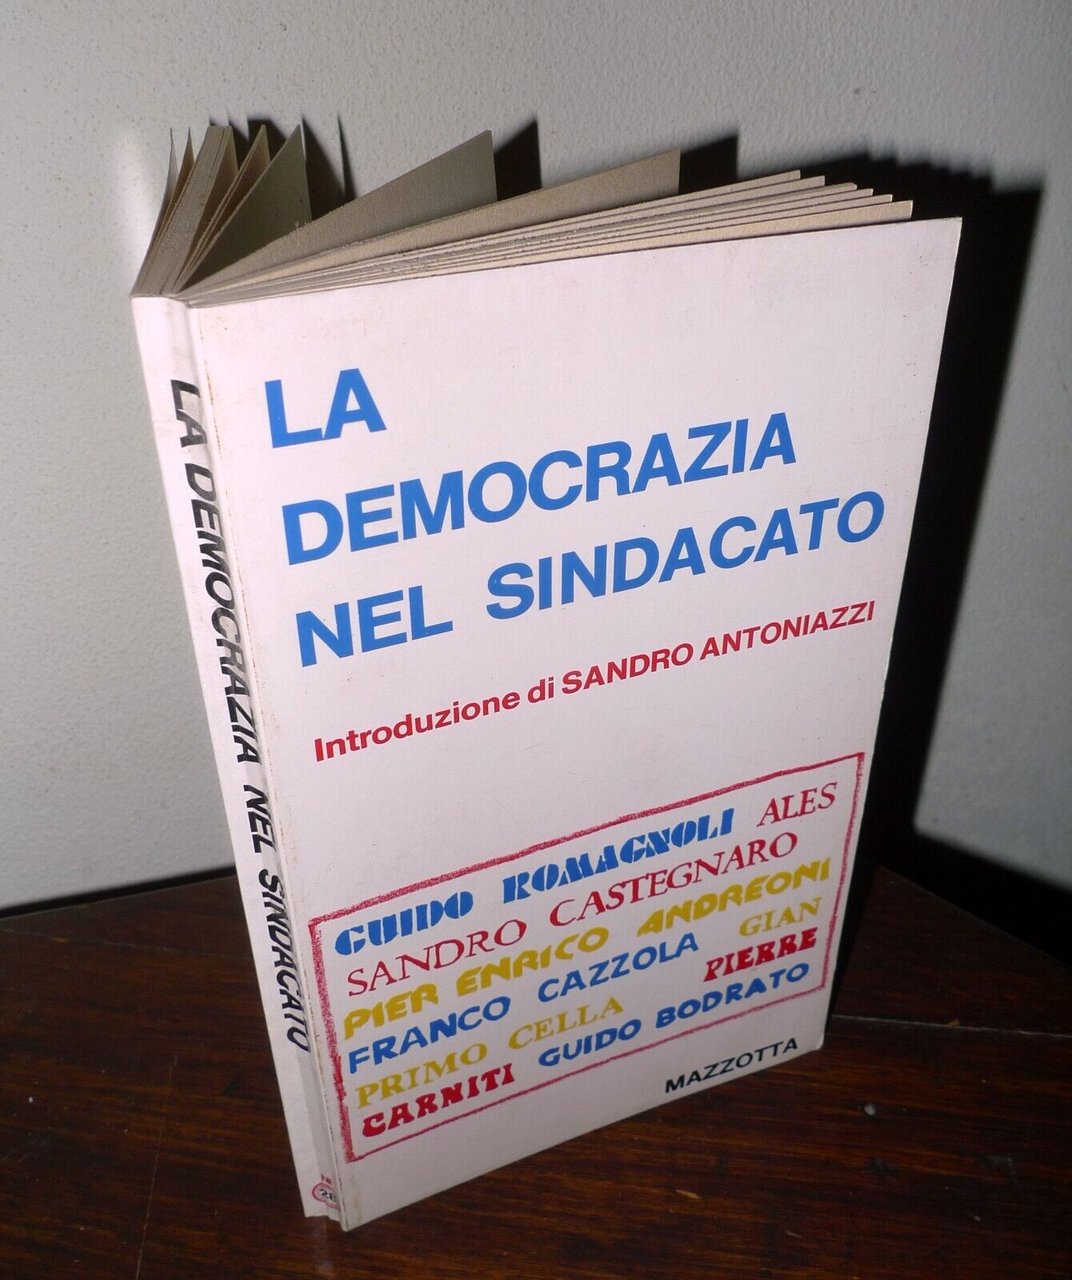 LA
DEMOCRAZIA
NEL SINDACATO
Introduzione di SANDRO ANTONIAZZI
GUIDO ROMAGNOLI ALES
SANDRO CASTEGNARO
PIER ENRICO ANDREONI
FRANCO CAZZOLA GIAN
PRIMO CELLA PIERRE
CARNITI GUIDO BODRATO
MAZZOTTA
LA DEMOCRAZIA NEL SINDACATO
28